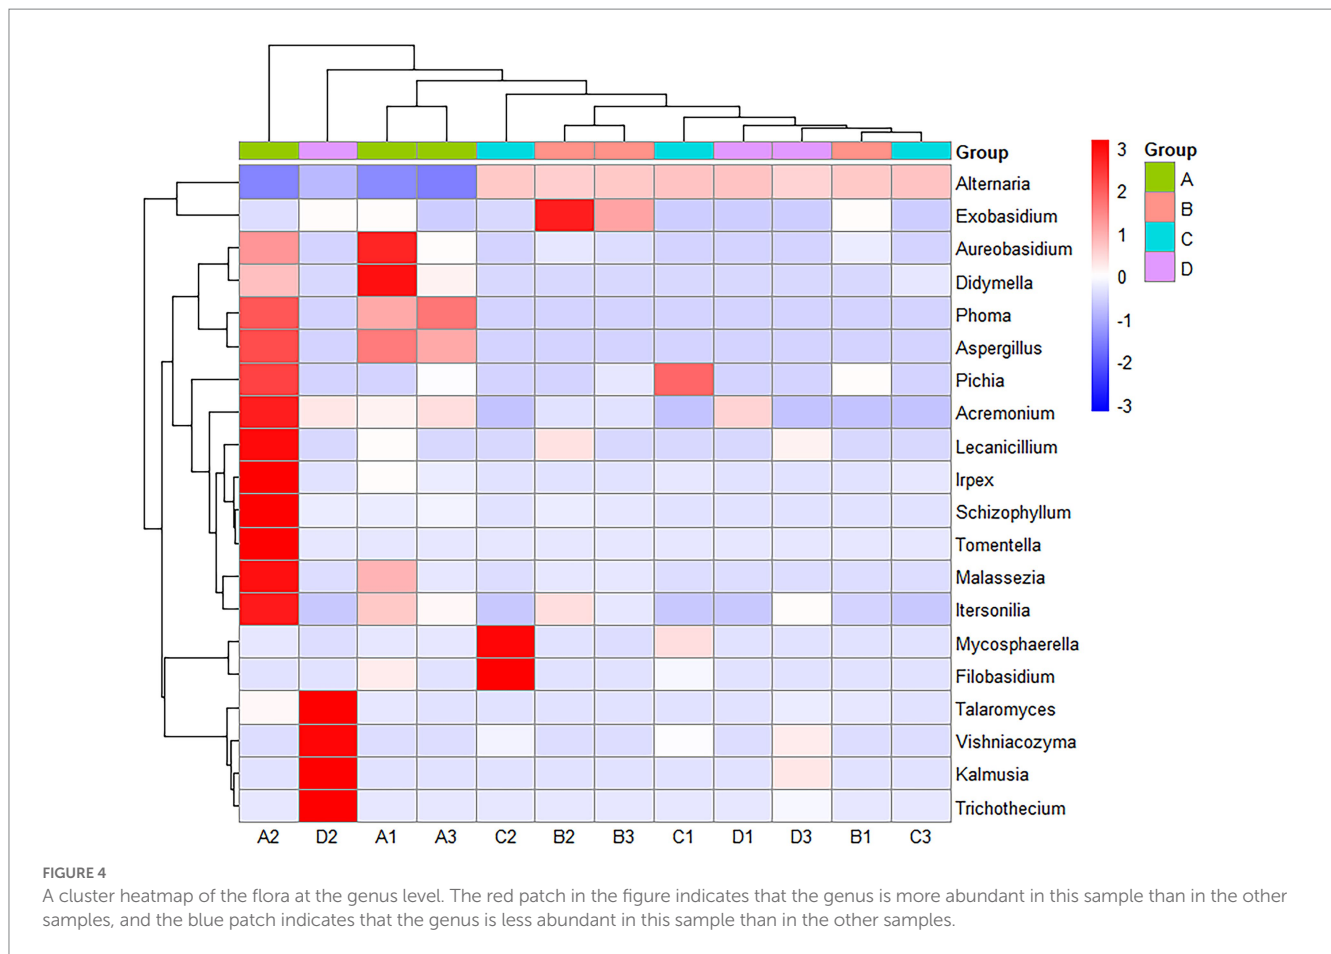 Group
Alternaria
Exobasidium
Aureobasidium
Didymella
Phoma
Aspergillus
Pichia
Acremonium
Lecanicillium
Irpex
Schizophyllum
Tomentella
Malassezia
Itersonilia
Mycosphaerella
Filobasidium
Talaromyces
Vishniacozyma
Kalmusia
Trichothecium
3
2
1
0
-1
-2
-3
Group
A
B
C
D
A2 D2 A1 A3 C2 B2 B3 C1 D1 D3 B1 C3
FIGURE 4
A cluster heatmap of the flora at the genus level. The red patch in the figure indicates that the genus is more abundant in this sample than in the other
samples, and the blue patch indicates that the genus is less abundant in this sample than in the other samples.